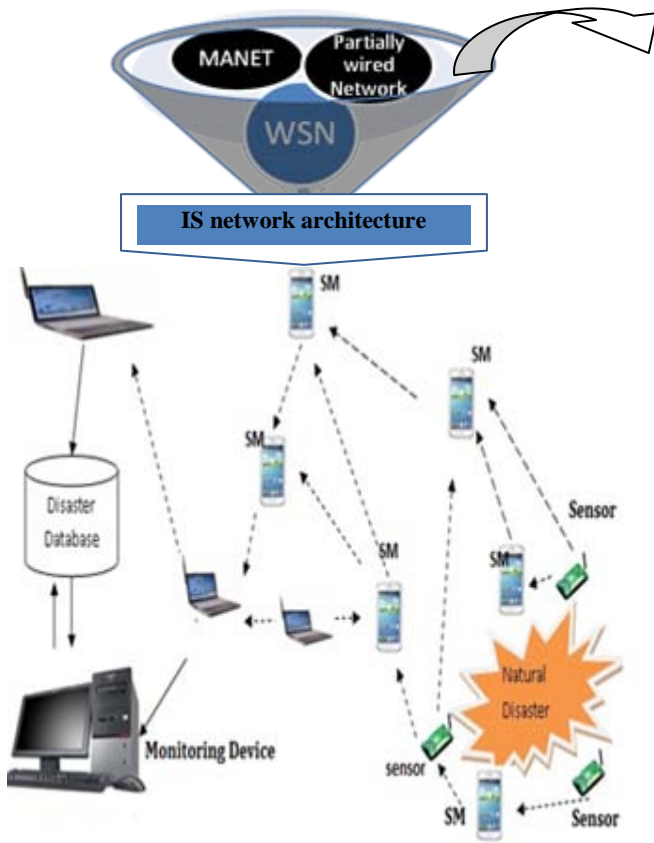 MANET
Partially
wired
Network
WSN
IS network architecture
SM
SM
SM
Sensor
Disaster
Database
SM
SM
Natural
Disaster
Monitoring Device
sensor
SM
Sensor